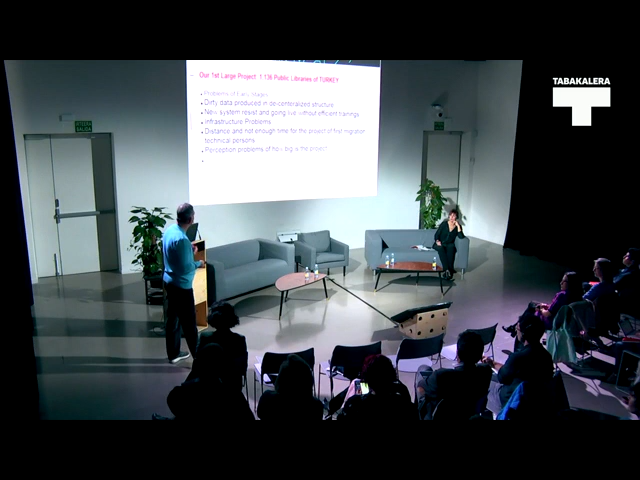 TABAKALERA
Our 1st Large Project 1.136 Public Libraries of TURKEY
Problems of Early Stages
Dirty data produced in decenteralized structure
New system resist and going live without efficient trainings
Infrastructure Problems
Distance and not enough time for the project of first migration
technical persons
Perception problems of how big is the project